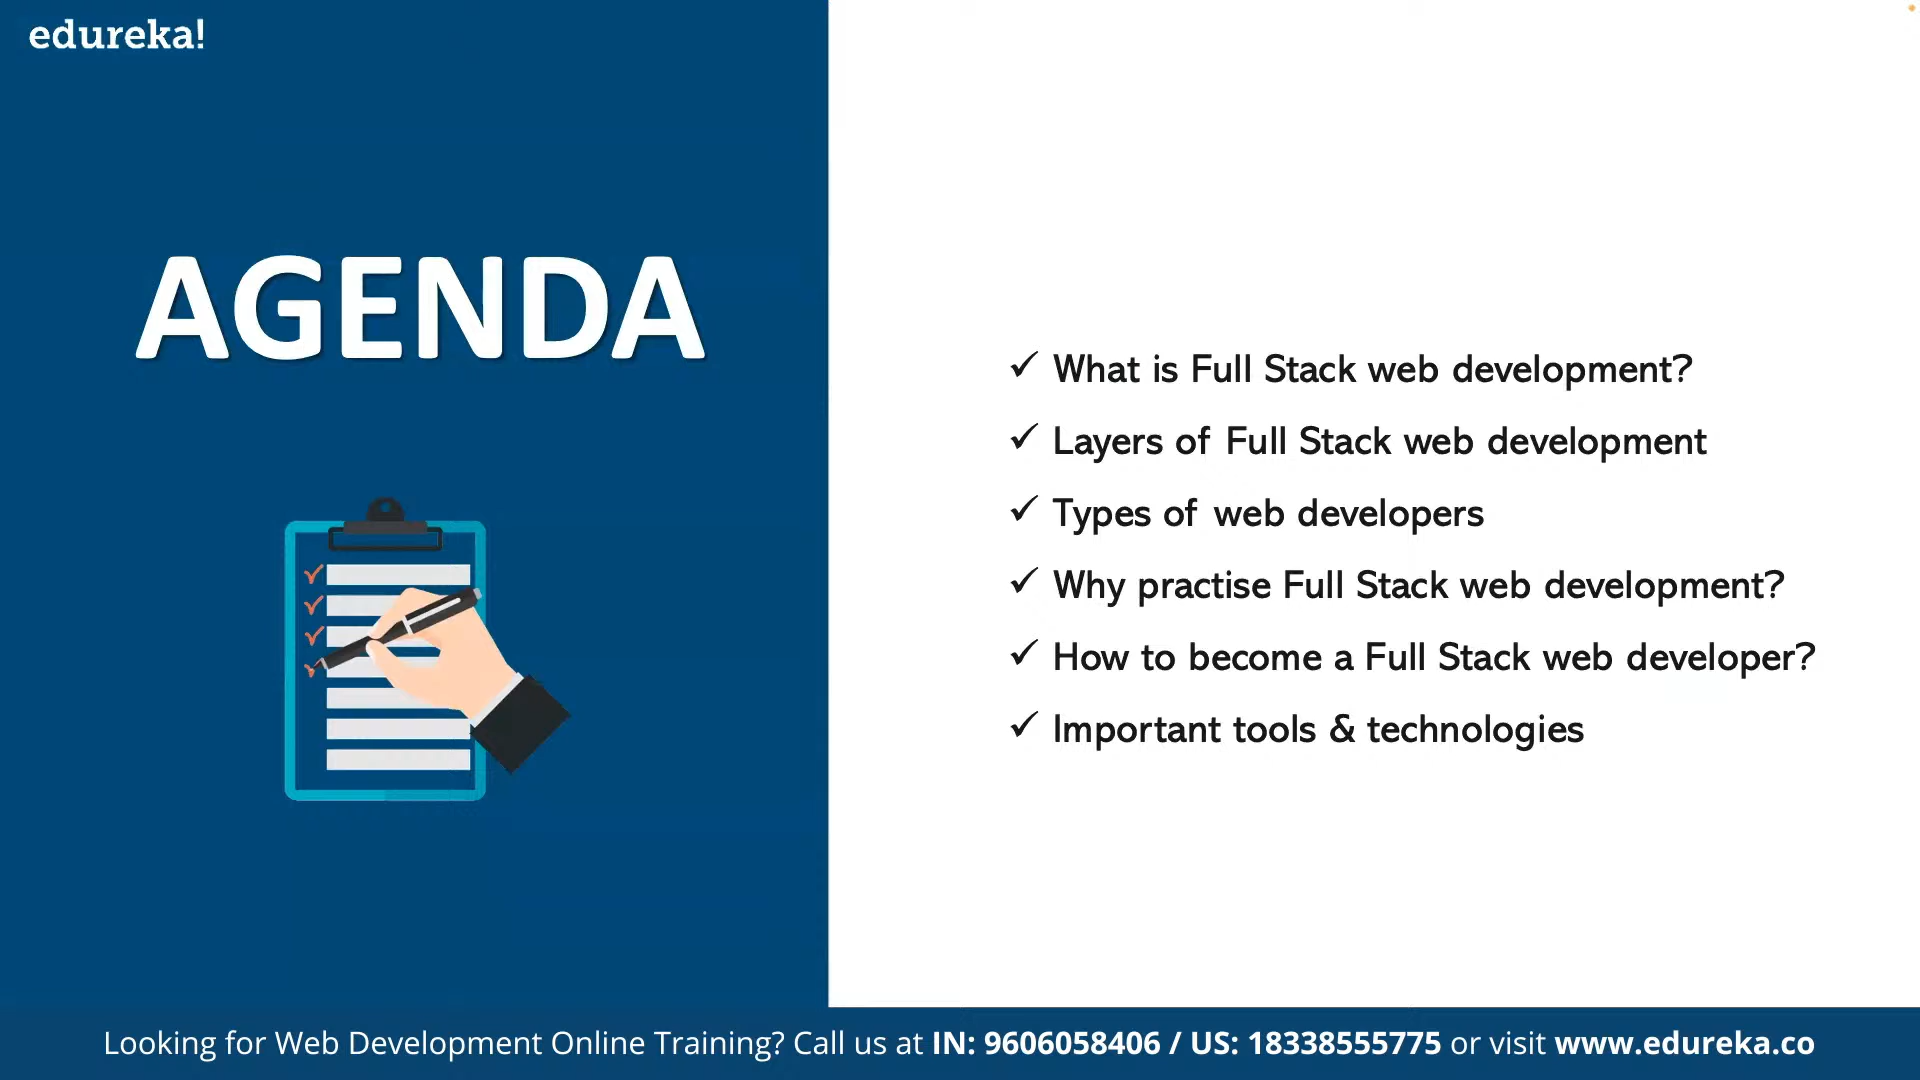 edureka!
AGENDA
✓ What is Full Stack web development?
✓ Layers of Full Stack web development
✓ Types of web developers
✓ Why practise Full Stack web development?
✓ How to become a Full Stack web developer?
✓ Important tools & technologies
Looking for Web Development Online Training? Call us at IN: 9606058406 / US: 18338555775 or visit www.edureka.co